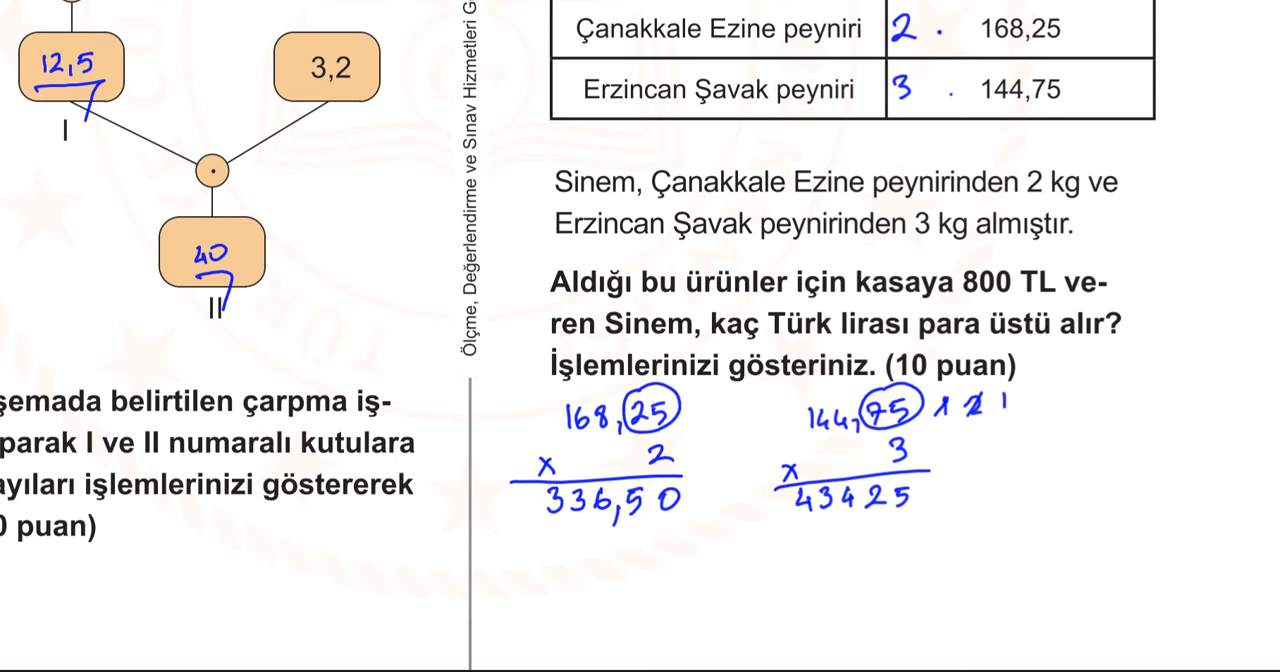 12,5
3,2
I
.
40
II
şemada belirtilen çarpma iş-
parak I ve II numaralı kutulara
ayıları işlemlerinizi göstererek
0 puan)
Ölçme, Değerlendirme ve Sınav Hizmetleri G
Çanakkale Ezine peyniri 2 . 168,25
Erzincan Şavak peyniri 3 . 144,75
Sinem, Çanakkale Ezine peynirinden 2 kg ve
Erzincan Şavak peynirinden 3 kg almıştır.
Aldığı bu ürünler için kasaya 800 TL ve-
ren Sinem, kaç Türk lirası para üstü alır?
İşlemlerinizi gösteriniz. (10 puan)
168,25
x 2
336,50
144,75
x 3
43425